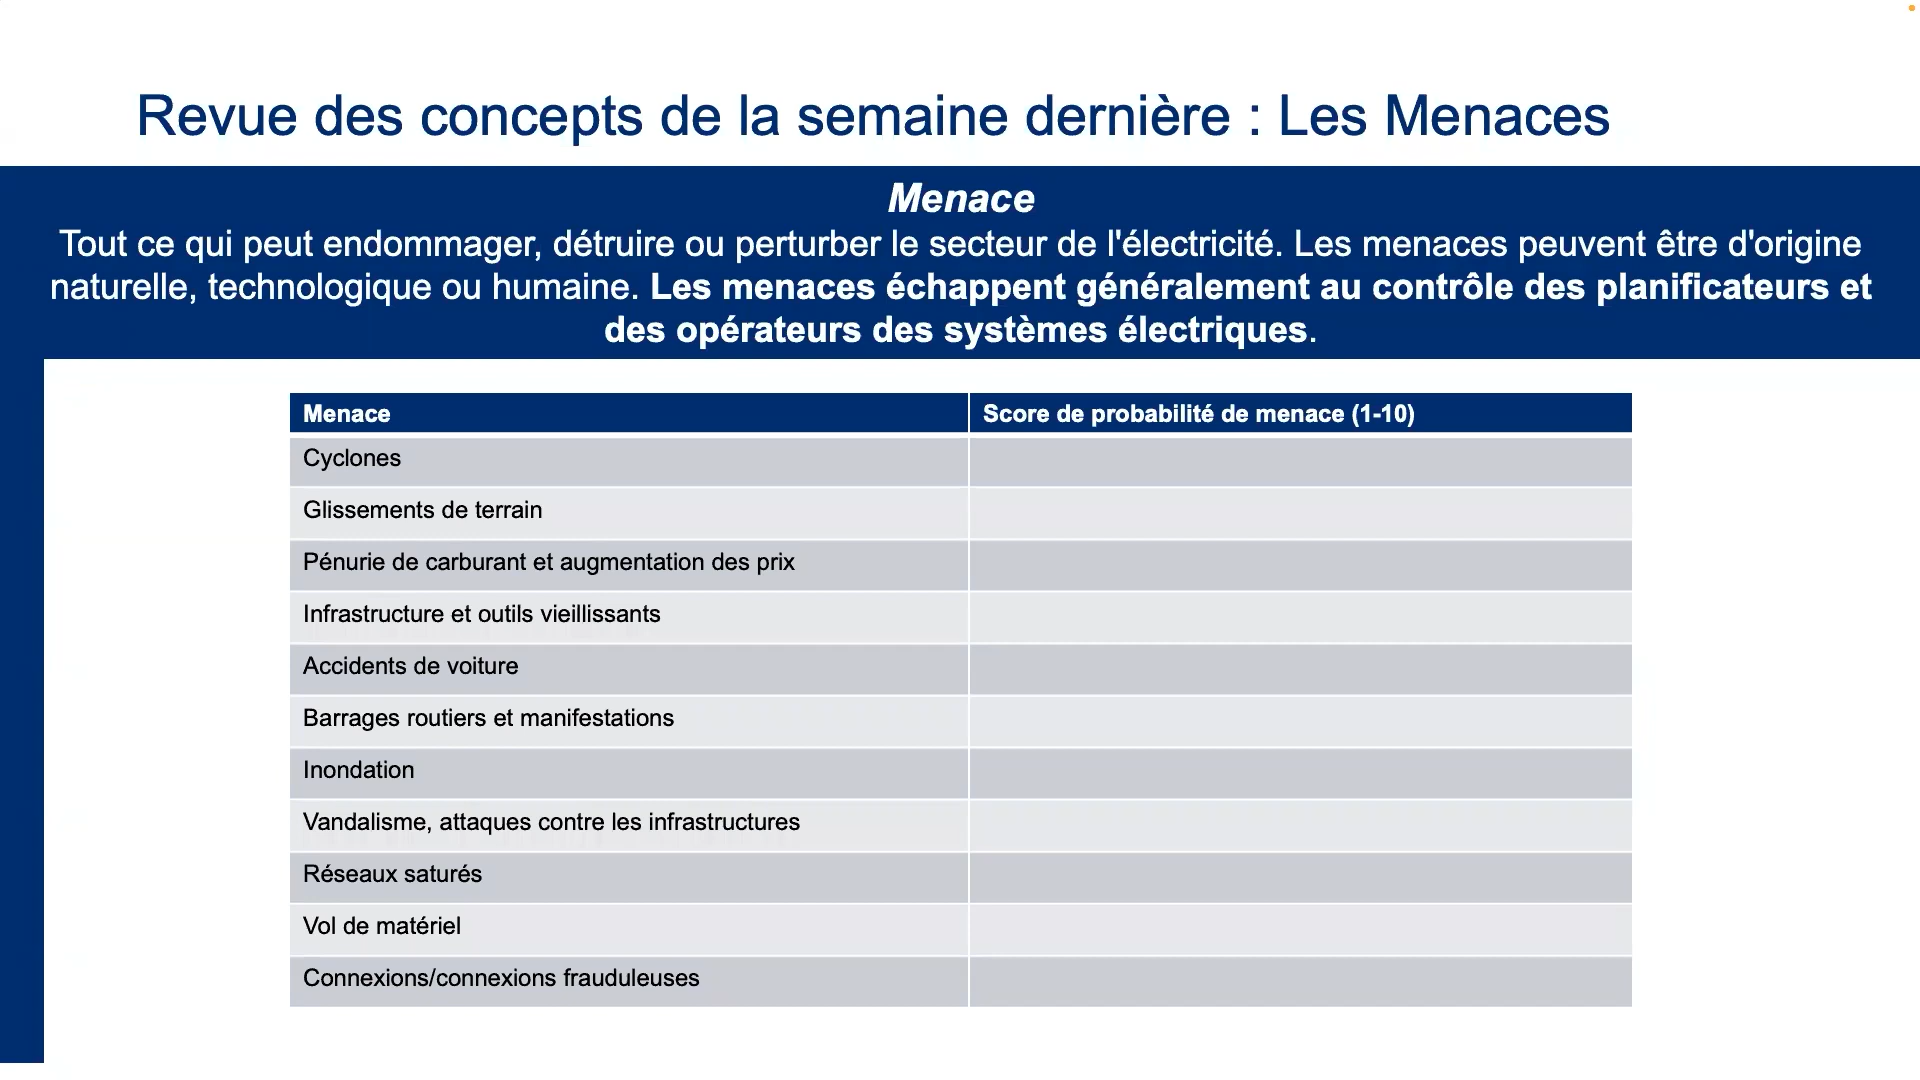 Revue des concepts de la semaine dernière : Les Menaces
Menace
Tout ce qui peut endommager, détruire ou perturber le secteur de l'électricité. Les menaces peuvent être d'origine
naturelle, technologique ou humaine. Les menaces échappent généralement au contrôle des planificateurs et
des opérateurs des systèmes électriques.
Menace
Score de probabilité de menace (1-10)
Cyclones
Glissements de terrain
Pénurie de carburant et augmentation des prix
Infrastructure et outils vieillissants
Accidents de voiture
Barrages routiers et manifestations
Inondation
Vandalisme, attaques contre les infrastructures
Réseaux saturés
Vol de matériel
Connexions/connexions frauduleuses